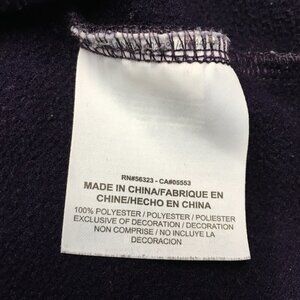 RN#56323 - CA#05553
MADE IN CHINA/FABRIQUE EN
CHINE/HECHO EN CHINA
100% POLYESTER / POLYESTER / POLIESTER
EXCLUSIVE OF DECORATION / DECORATION
NON COMPRISE / NO INCLUYE LA
DECORACION